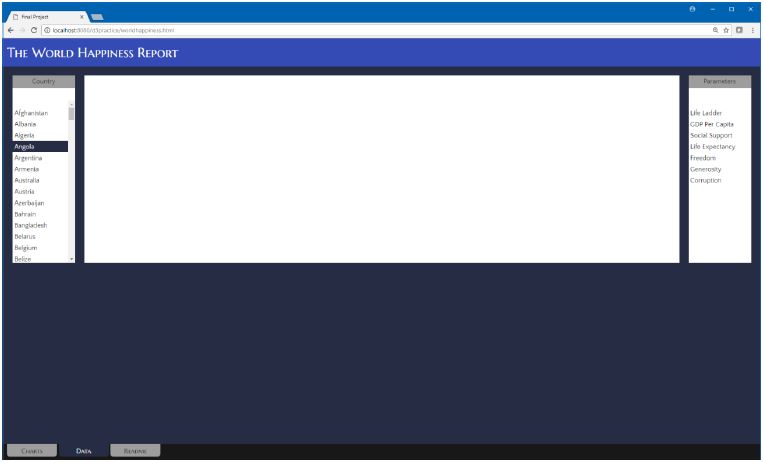 Final Project
localhost:8080/d3practice/worldhappiness.html
The World Happiness Report
Country
Afghanistan
Albania
Algeria
Angola
Argentina
Armenia
Australia
Austria
Azerbaijan
Bahrain
Bangladesh
Belarus
Belgium
Belize
Parameters
Life Ladder
GDP Per Capita
Social Support
Life Expectancy
Freedom
Generosity
Corruption
Charts
Data
Readme